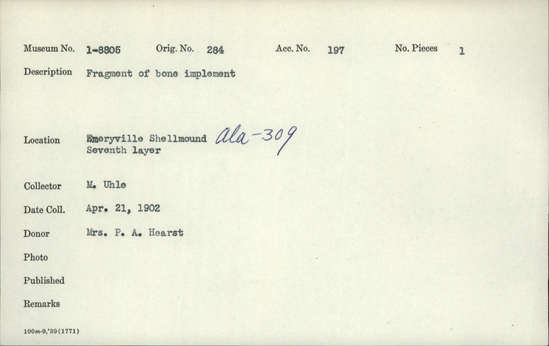 Museum No. 1-8805 Orig. No. 284 Acc. No. 197 No. Pieces 1
Description Fragment of bone implement
Location Emeryville Shellmound Ala-309
Seventh layer
Collector M. Uhle
Date Coll. Apr. 21, 1902
Donor Mrs. P. A. Hearst
Photo
Published
Remarks
100m-9,'39(1771)